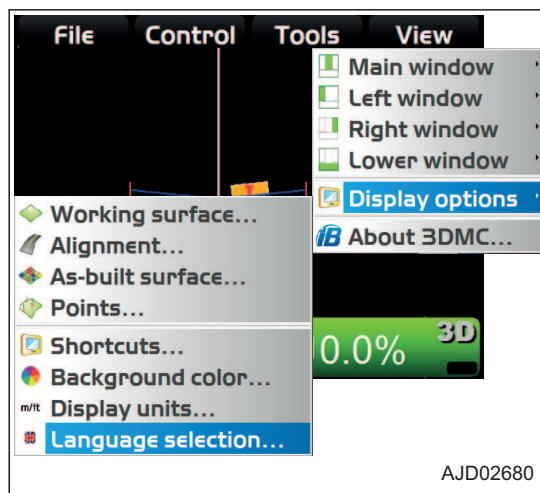 File Control Tools View
Main window
Left window
Right window
Lower window
Display options
About 3DMC...
Working surface...
Alignment...
As-built surface...
Points...
Shortcuts...
Background color...
m/ft Display units...
Language selection...
0.0% 3D
AJD02680